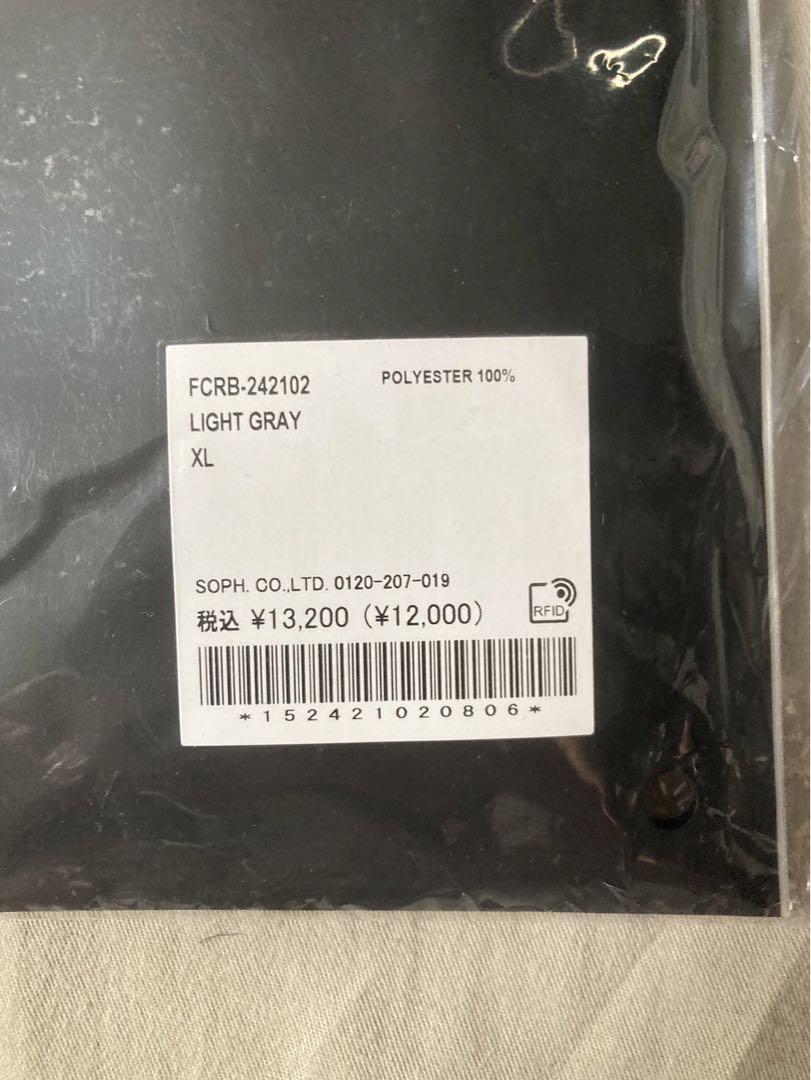 FCRB-242102 POLYESTER 100%
LIGHT GRAY
XL
SOPH. CO.,LTD. 0120-207-019
RFID
税込 ¥13,200 (¥12,000)
*152421020806*